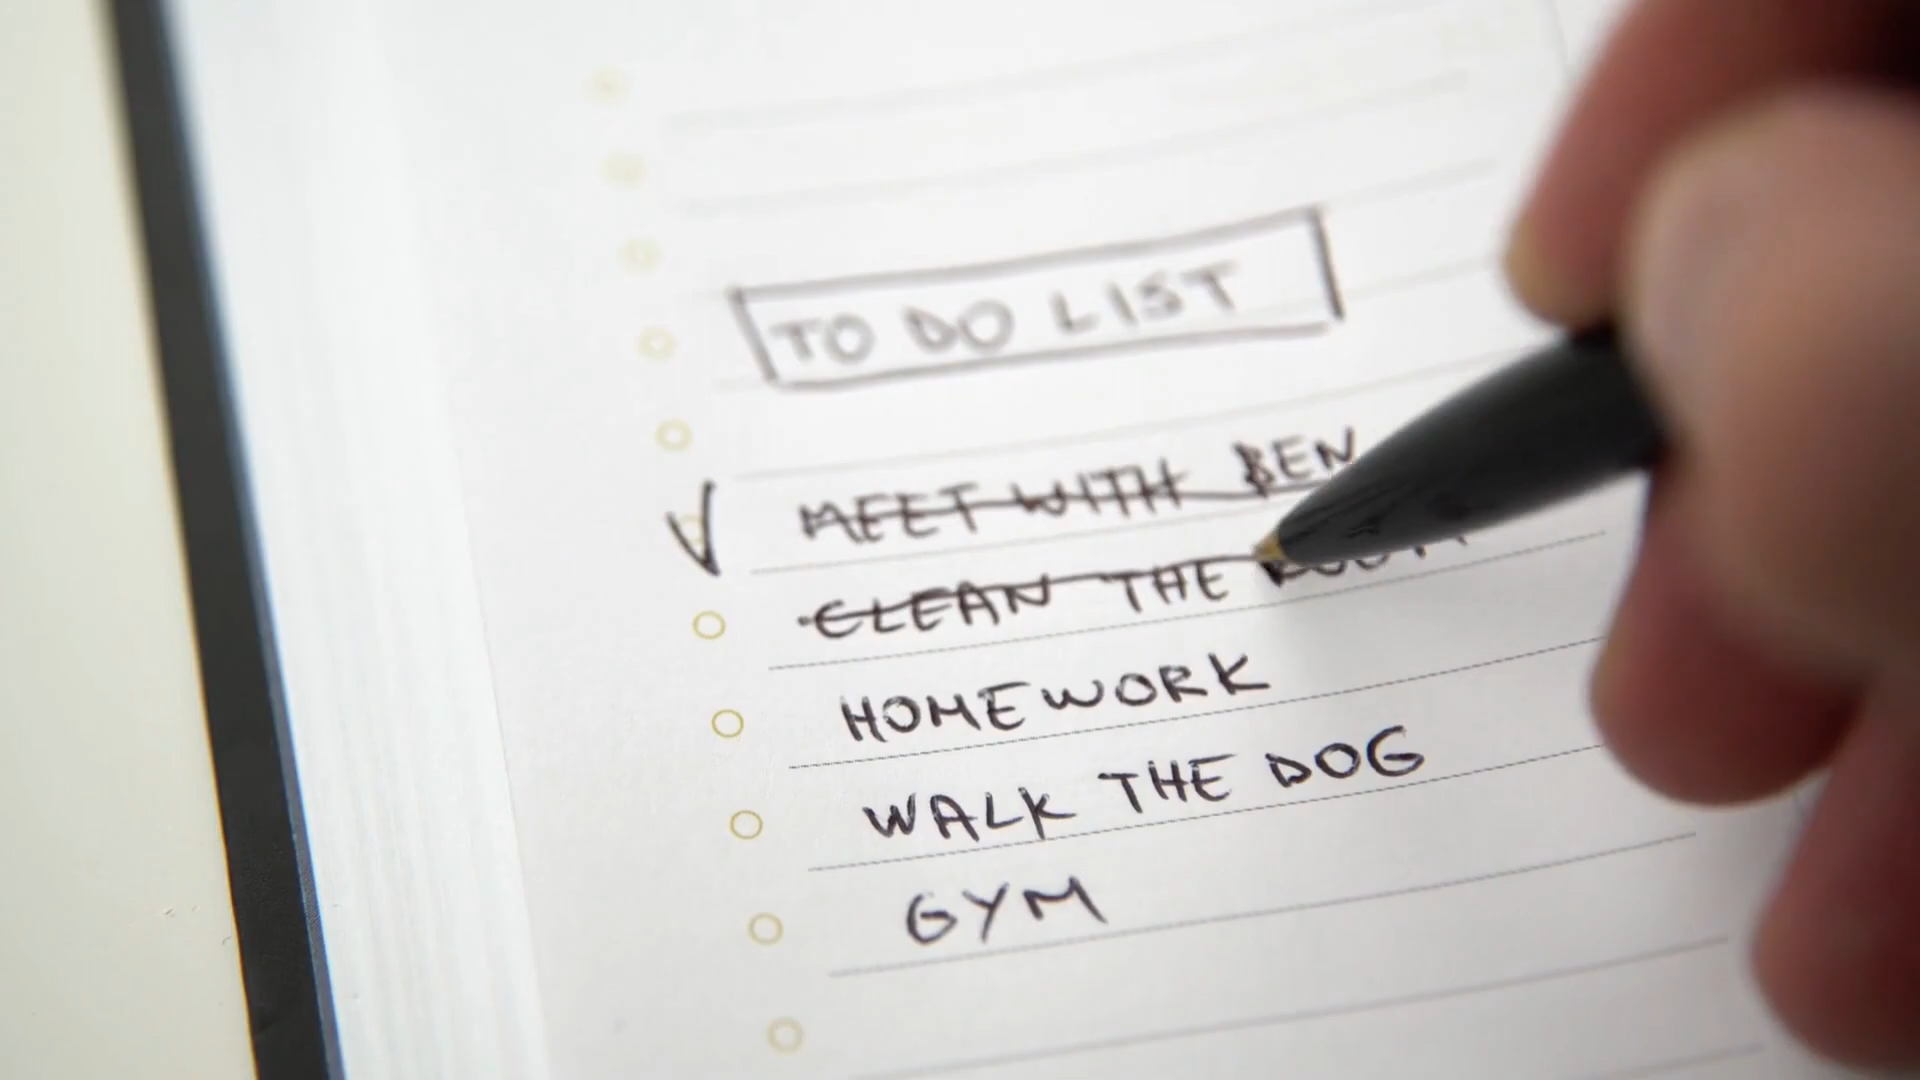 TO DO LIST
MEET WITH BEN
CLEAN THE
HOMEWORK
WALK THE DOG
GYM